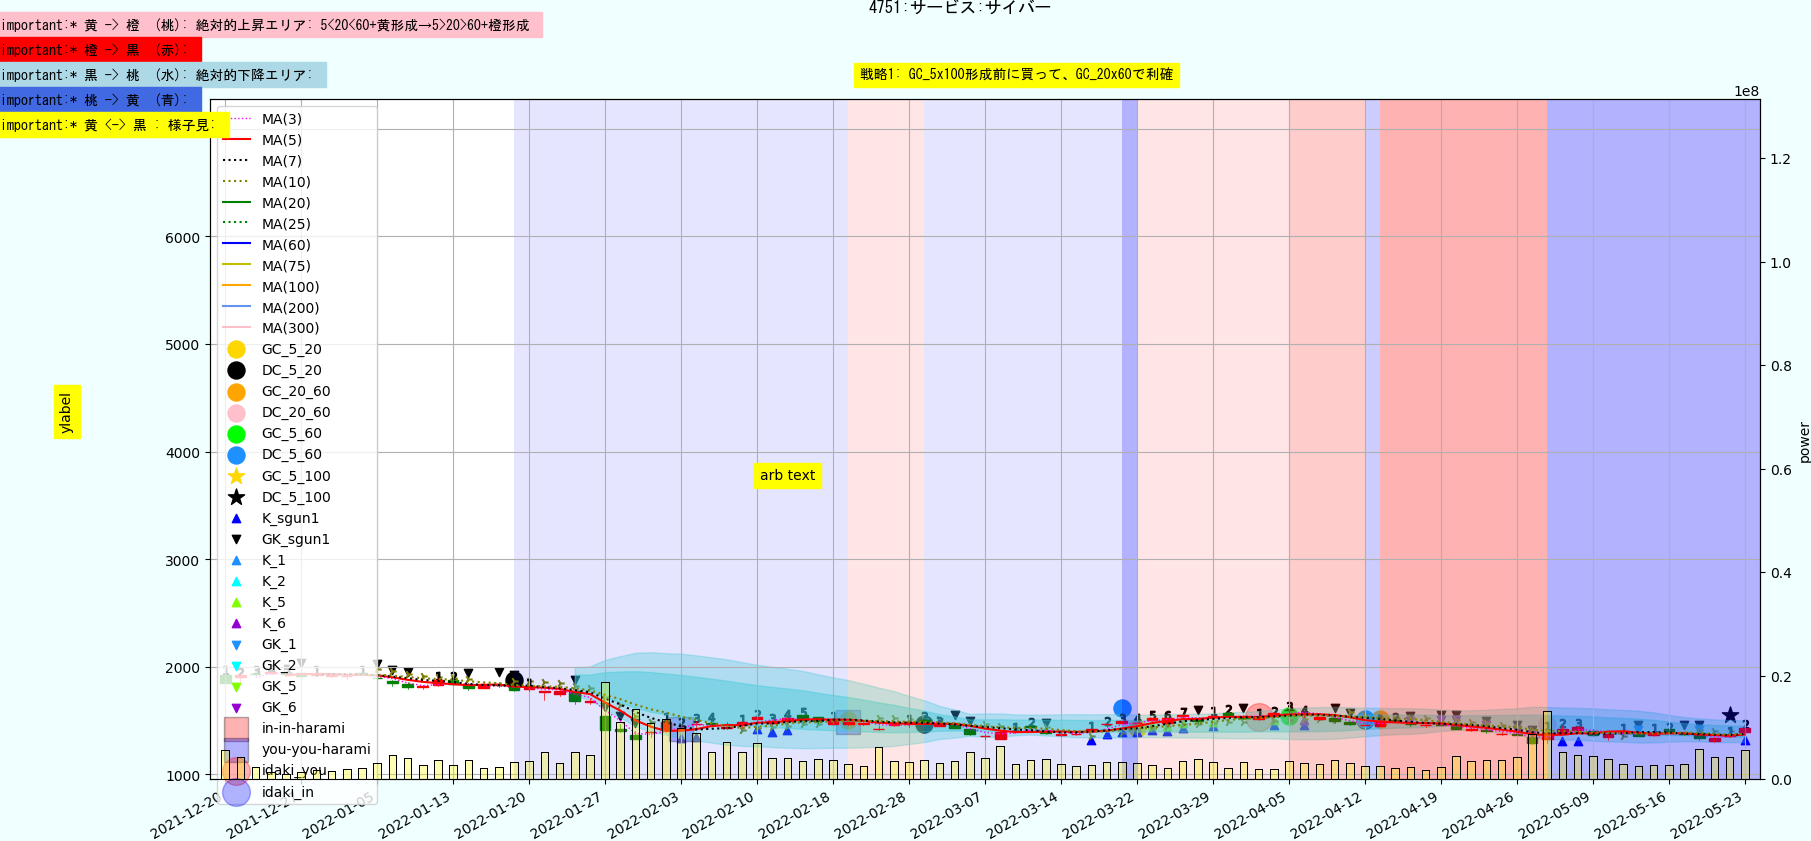 4751:サービス:サイバー
important:* 黄 -> 橙 (桃): 絶対的上昇エリア: 5<20<60+黄形成→5>20>60+橙形成
important:* 橙 -> 黒 (赤):
important:* 黒 -> 桃 (水): 絶対的下降エリア:
戦略1: GC_5x100形成前に買って、GC_20x60で利確
important:* 桃 -> 黄 (青):
important:* 黄 <-> 黒 : 様子見:
1e8
MA(3)
MA(5)
MA(7)
MA(10)
MA(20)
MA(25)
MA(60)
MA(75)
MA(100)
MA(200)
MA(300)
GC_5_20
DC_5_20
GC_20_60
DC_20_60
GC_5_60
DC_5_60
GC_5_100
DC_5_100
K_sgun1
GK_sgun1
K_1
K_2
K_5
K_6
GK_1
GK_2
GK_5
GK_6
in-in-harami
you-you-harami
idaki_you
idaki_in
6000
5000
4000
3000
2000
1000
ylabel
arb text
1.2
1.0
0.8
0.6
0.4
0.2
0.0
power
2021-12-20
2022-01-05
2022-01-13
2022-01-20
2022-01-27
2022-02-03
2022-02-10
2022-02-18
2022-02-28
2022-03-07
2022-03-14
2022-03-22
2022-03-29
2022-04-05
2022-04-12
2022-04-19
2022-04-26
2022-05-09
2022-05-16
2022-05-23